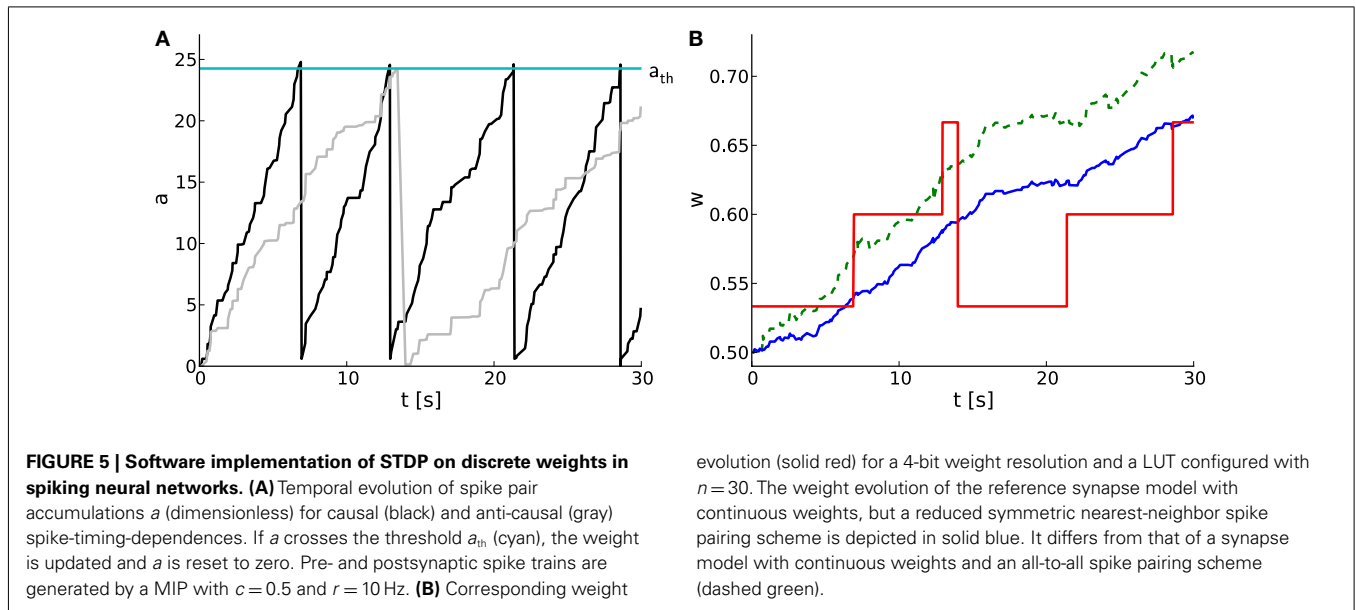 A
25
20
15
10
5
0
a
a_th
0 10 20 30
t [s]
B
0.70
0.65
0.60
0.55
0.50
w
0 10 20 30
t [s]
FIGURE 5 | Software implementation of STDP on discrete weights in
spiking neural networks. (A) Temporal evolution of spike pair
accumulations a (dimensionless) for causal (black) and anti-causal (gray)
spike-timing-dependences. If a crosses the threshold a_th (cyan), the weight
is updated and a is reset to zero. Pre- and postsynaptic spike trains are
generated by a MIP with c = 0.5 and r = 10 Hz. (B) Corresponding weight
evolution (solid red) for a 4-bit weight resolution and a LUT configured with
n = 30. The weight evolution of the reference synapse model with
continuous weights, but a reduced symmetric nearest-neighbor spike
pairing scheme is depicted in solid blue. It differs from that of a synapse
model with continuous weights and an all-to-all spike pairing scheme
(dashed green).